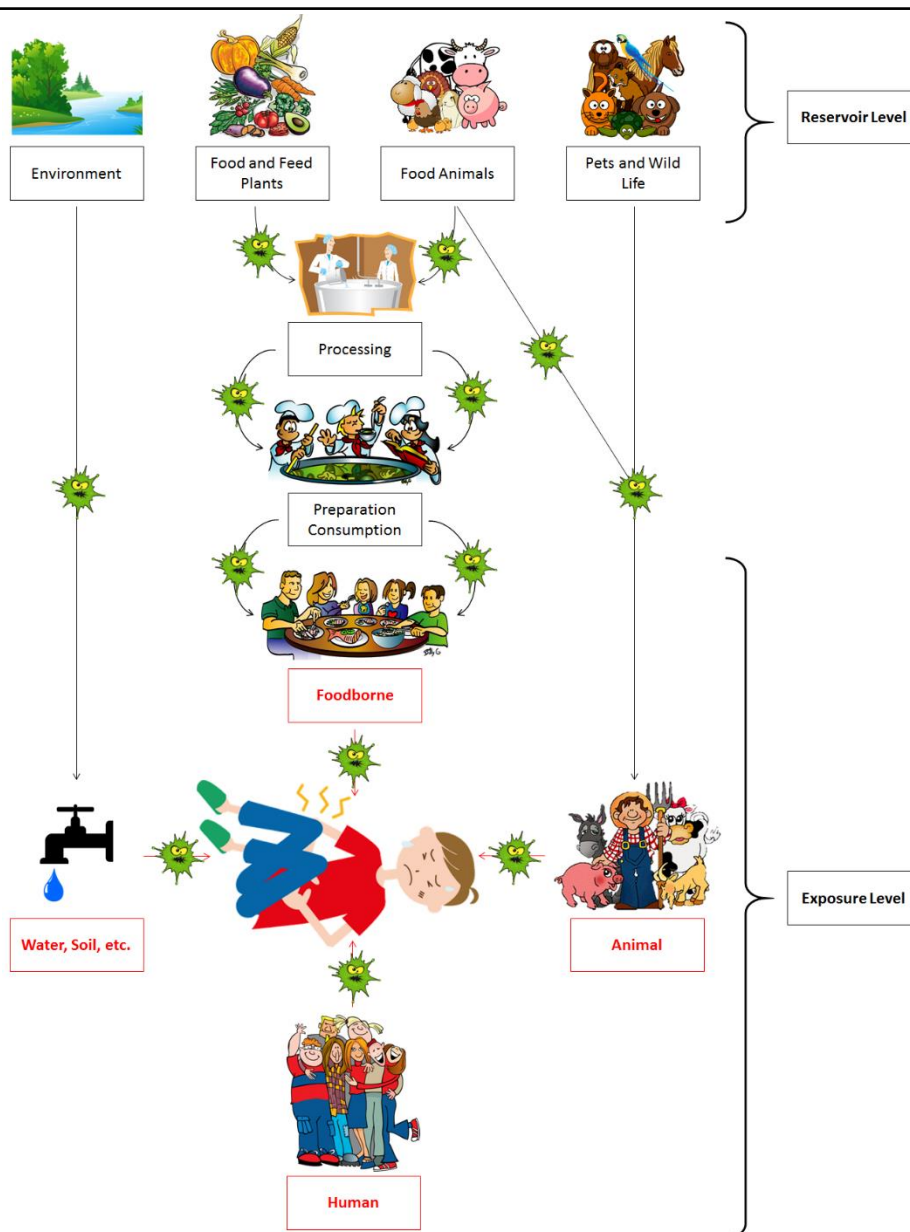 Reservoir Level
Environment
Food and Feed
Plants
Food Animals
Pets and Wild
Life
Processing
Preparation
Consumption
Foodborne
Water, Soil, etc.
Animal
Exposure Level
Human